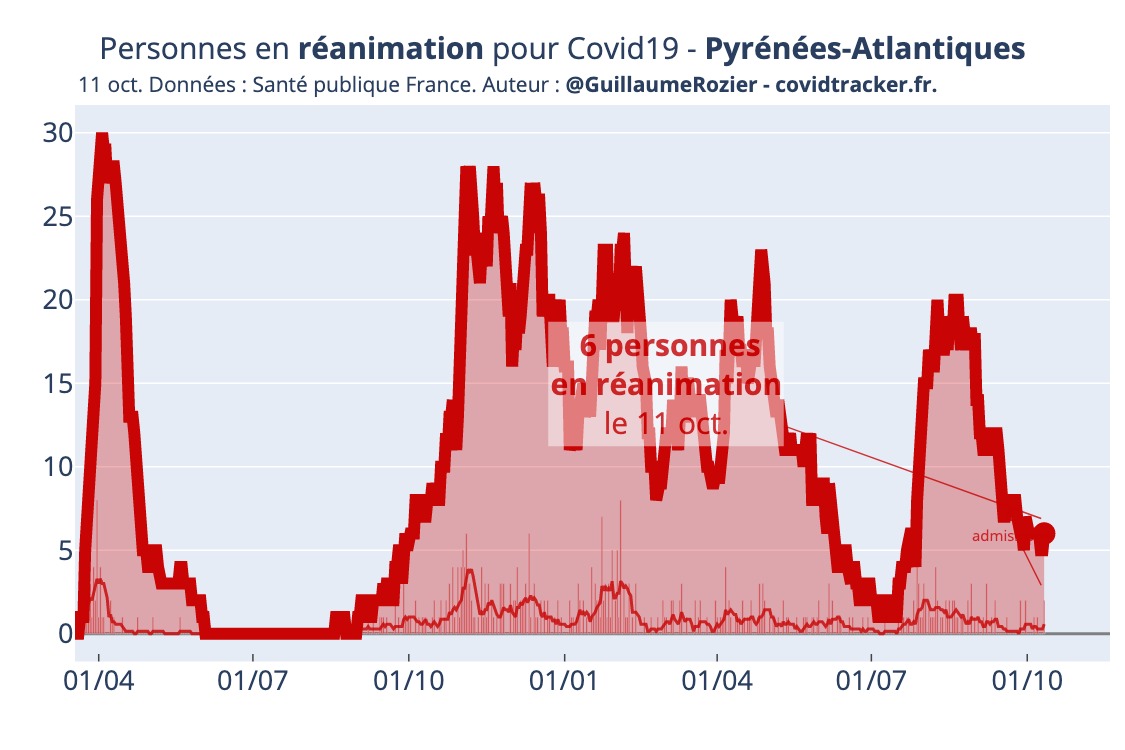 Personnes en réanimation pour Covid19 - Pyrénées-Atlantiques
11 oct. Données : Santé publique France. Auteur : @GuillaumeRozier - covidtracker.fr.
30
25
20
15
10
5
0
6 personnes
en réanimation
le 11 oct.
01/04 01/07 01/10 01/01 01/04 01/07 01/10